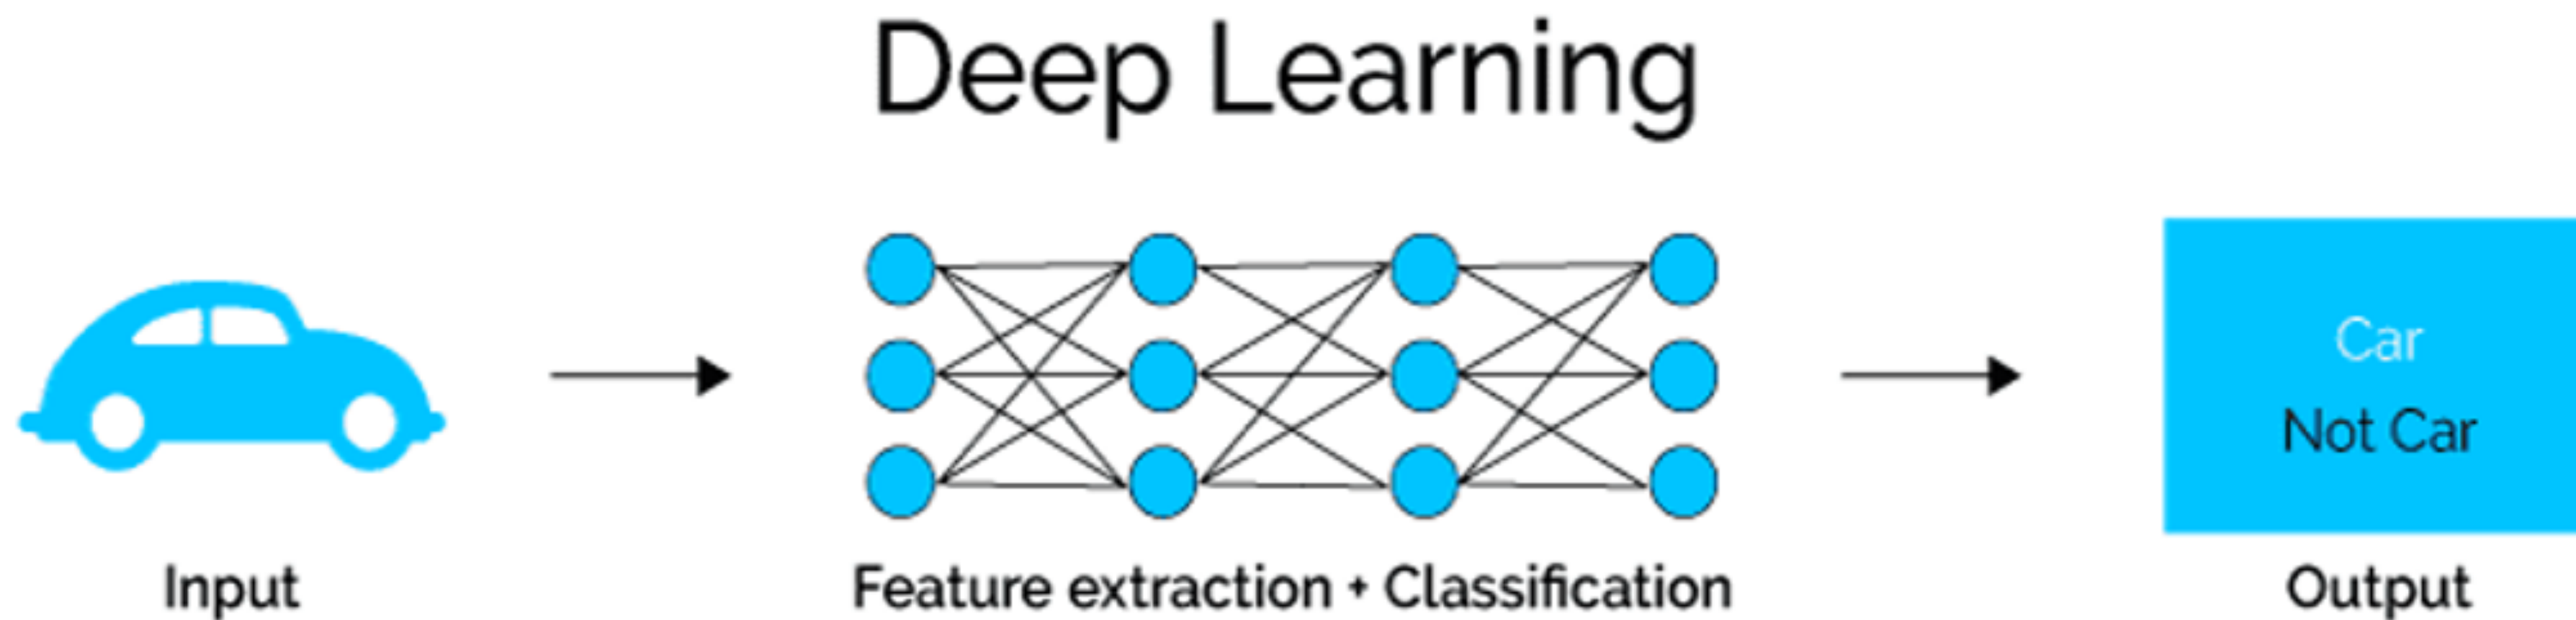 Deep Learning
Car
Not Car
Input
Feature extraction + Classification
Output